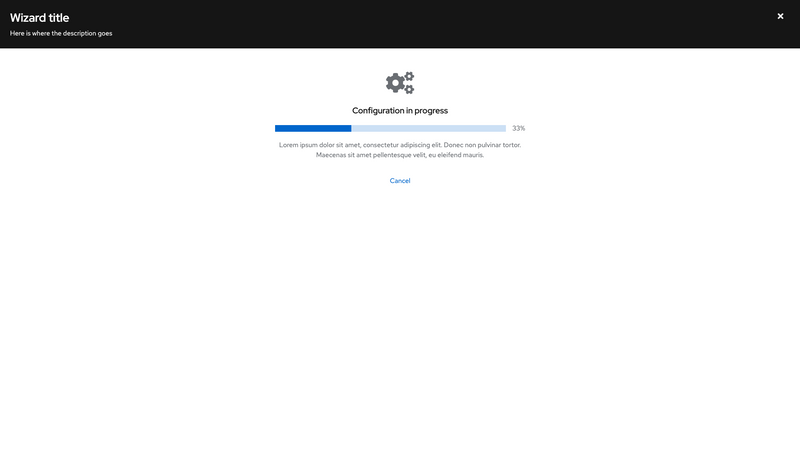 Wizard title
Here is where the description goes
Configuration in progress
33%
Lorem ipsum dolor sit amet, consectetur adipiscing elit. Donec non pulvinar tortor.
Maecenas sit amet pellentesque velit, eu eleifend mauris.
Cancel